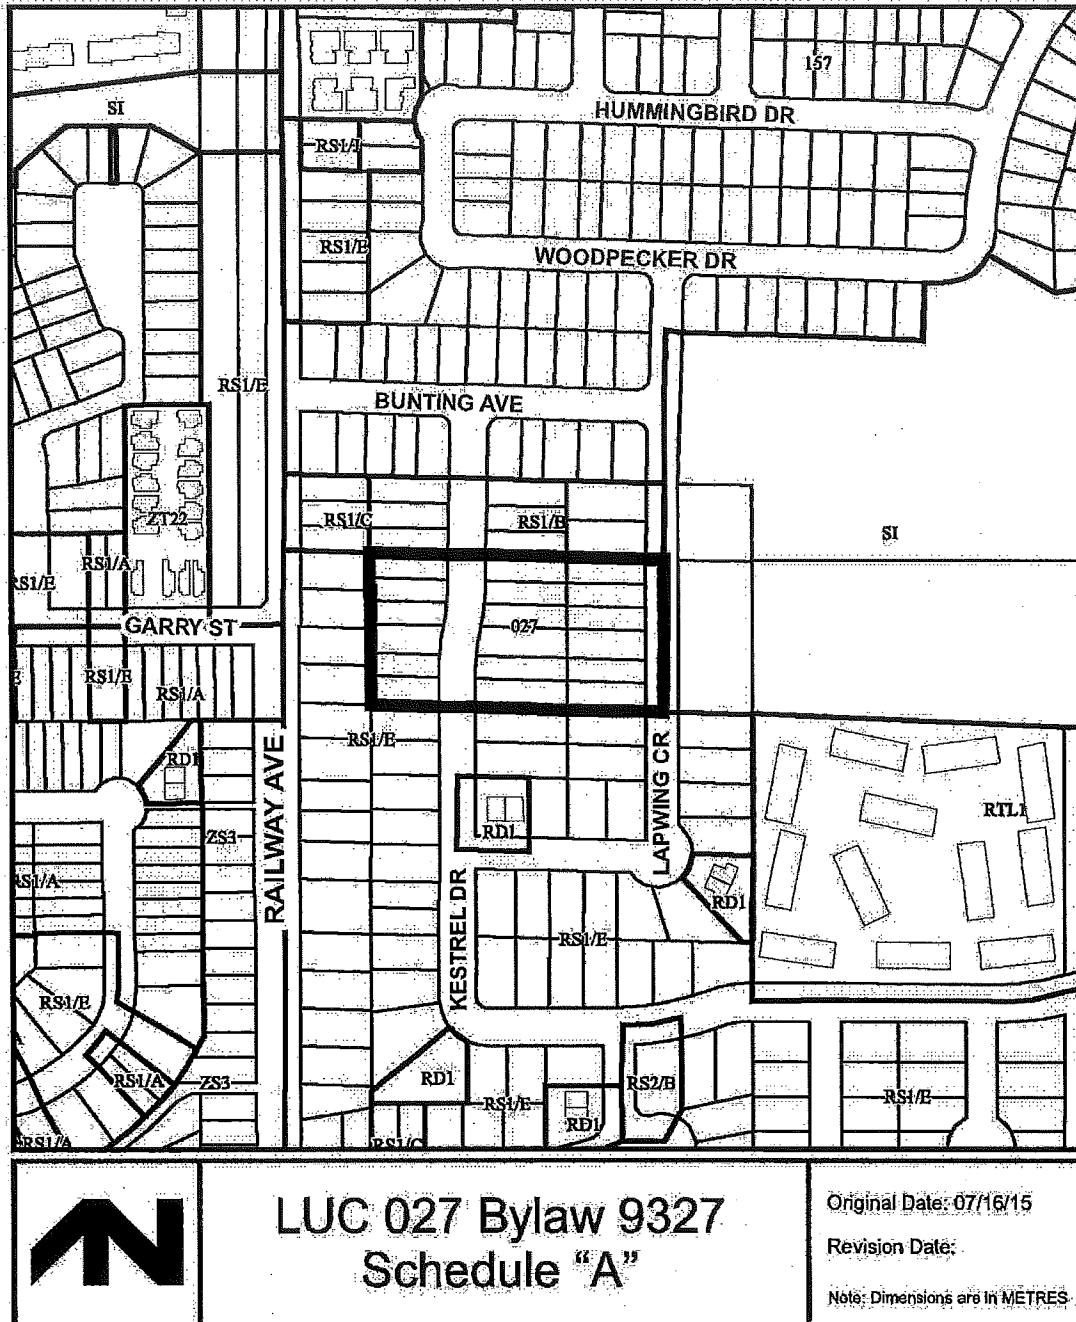 157
HUMMINGBIRD DR
SI
RS1/J
RS1/E
WOODPECKER DR
RS1/E
BUNTING AVE
ZT22
RS1/C
RS1/B
SI
RS1/A
RS1/E
GARRY ST
027
RS1/E
RS1/A
RS1/E
RD1
RAILWAY AVE
LAPWING CR
ZS3
RD1
RTL1
RS1/A
KESTREL DR
RD1
RS1/E
RS1/E
RS1/A
ZS3
RD1
RS1/E
RD1
RS2/B
RS1/E
RS1/A
RS1/C
LUC 027 Bylaw 9327
Schedule “A”
Original Date: 07/16/15
Revision Date:
Note: Dimensions are in METRES